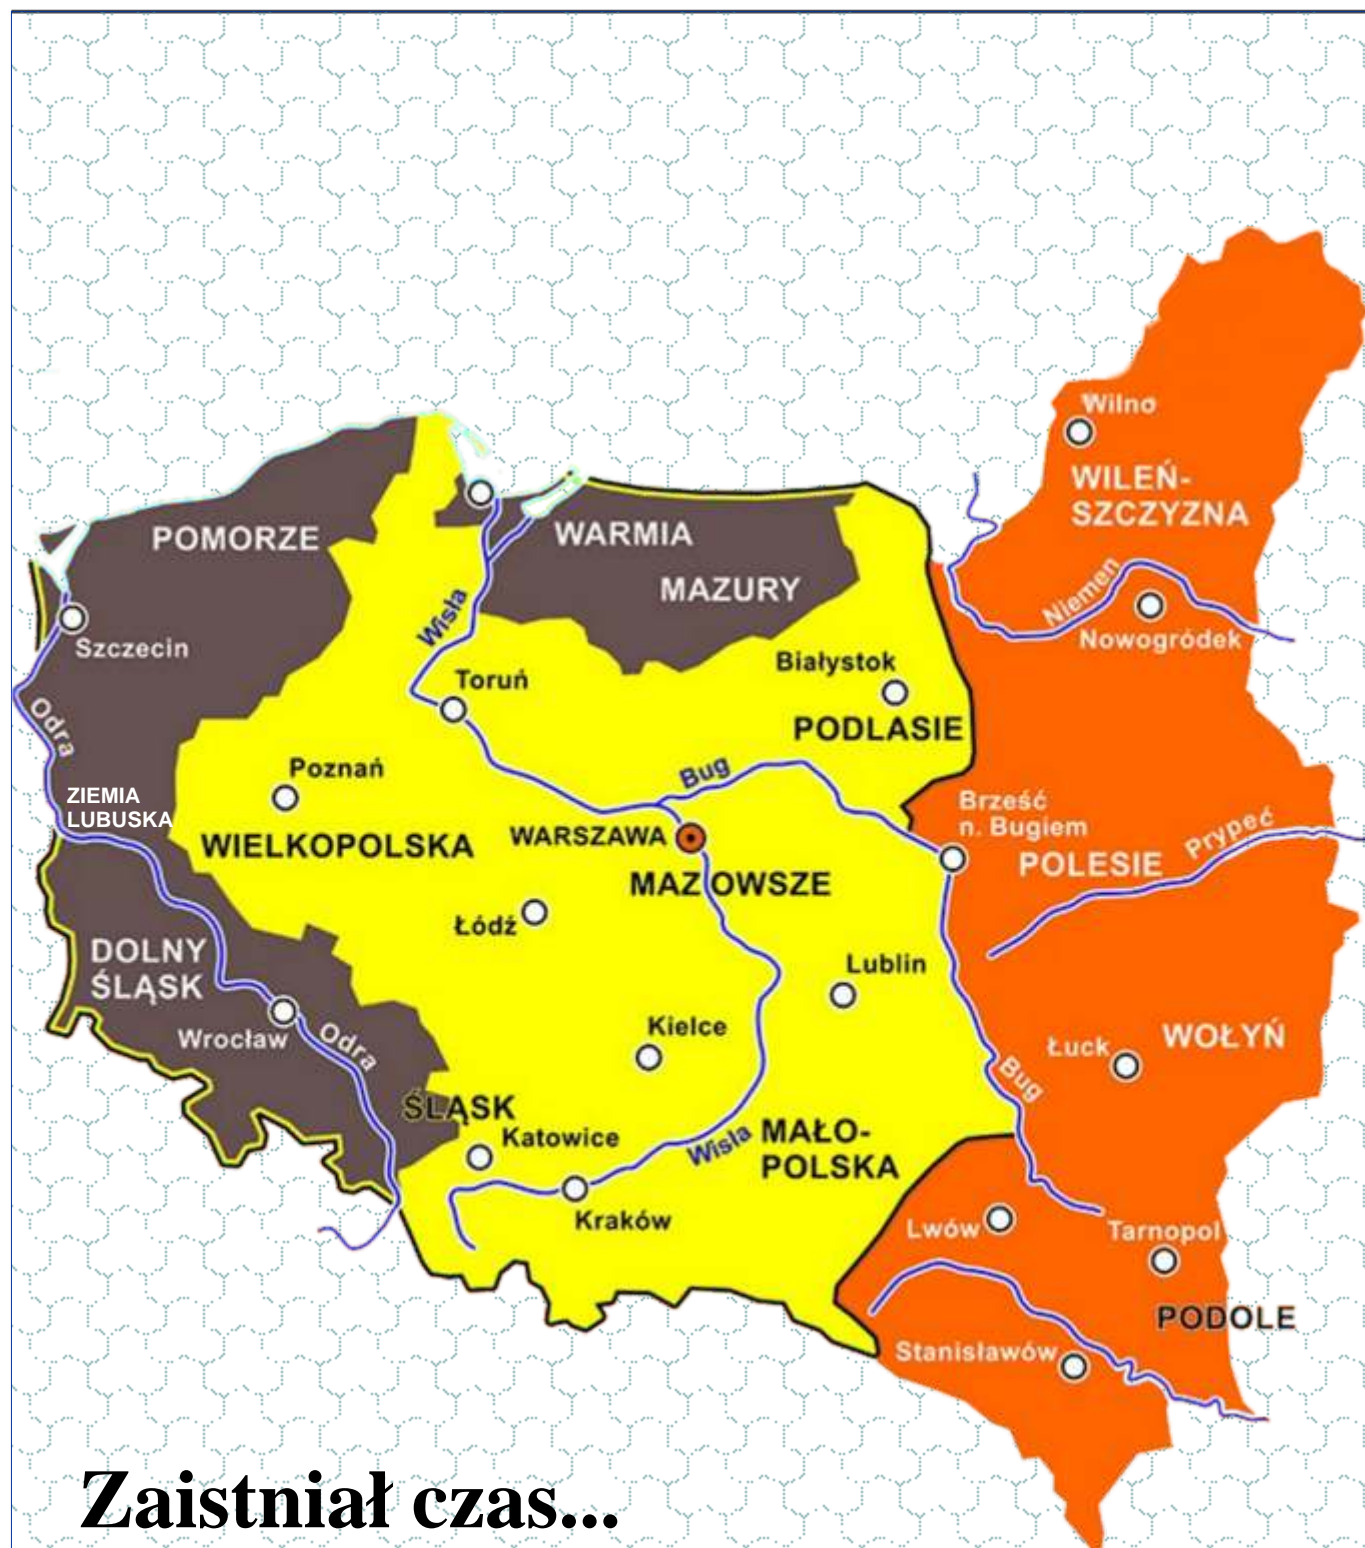 Wilno
WILEŃ-
SZCZYZNA
POMORZE
WARMIA
MAZURY
Niemen
Nowogródek
Wisła
Szczecin
Białystok
Toruń
PODLASIE
Odra
Poznań
Bug
ZIEMIA
LUBUSKA
Brześć
n. Bugiem
Prypeć
WARSZAWA
WIELKOPOLSKA
POLESIE
MAZOWSZE
Łódź
DOLNY
ŚLĄSK
Lublin
Wrocław
Odra
Kielce
Łuck
WOŁYŃ
Bug
ŚLĄSK
Katowice
Wisła
MAŁO-
POLSKA
Kraków
Lwów
Tarnopol
PODOLE
Stanisławów
Zaistniał czas...